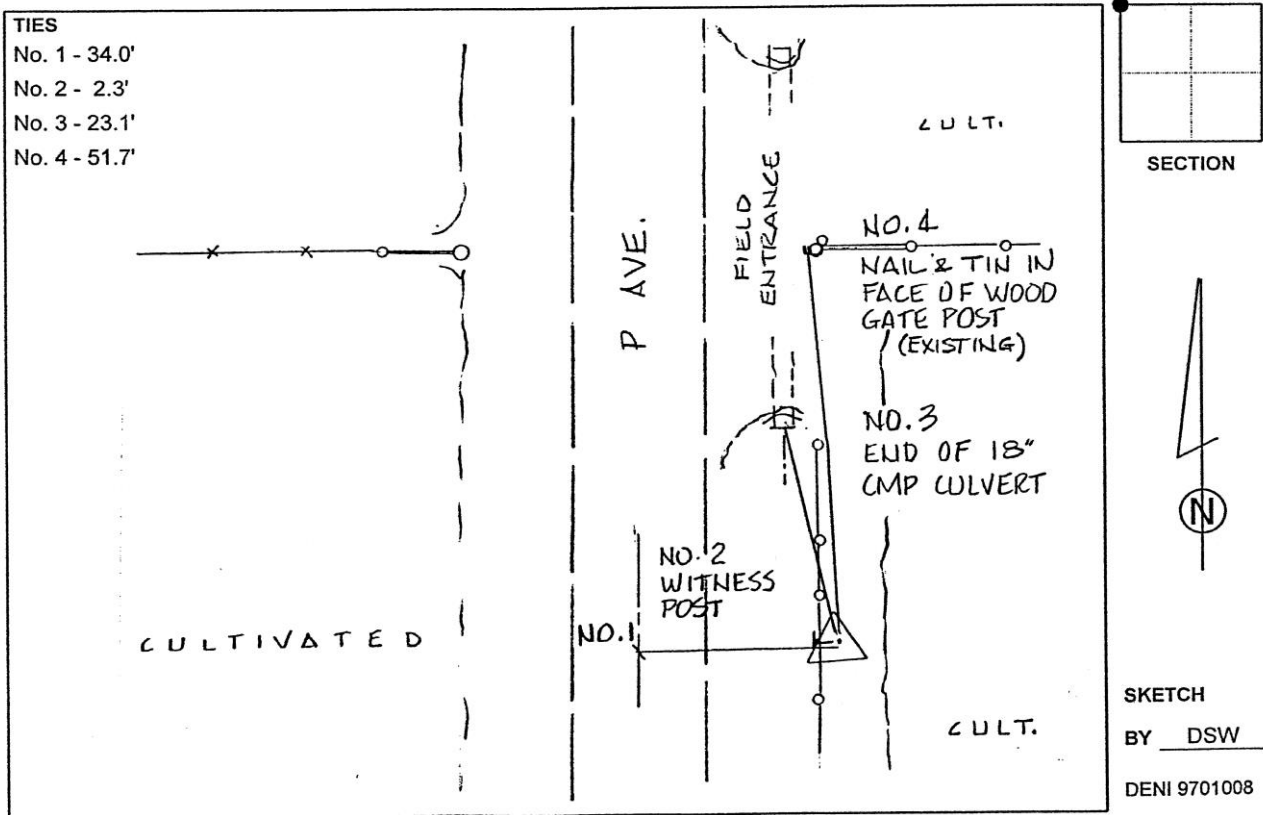 TIES
No. 1 - 34.0'
No. 2 - 2.3'
No. 3 - 23.1'
No. 4 - 51.7'
CULT.
SECTION
P AVE.
FIELD
ENTRANCE
NO.4
NAIL & TIN IN
FACE OF WOOD
GATE POST
(EXISTING)
NO.3
END OF 18"
CMP CULVERT
N
NO.2
WITNESS
POST
NO.1
CULTIVATED
CULT.
SKETCH
BY DSW
DENI 9701008